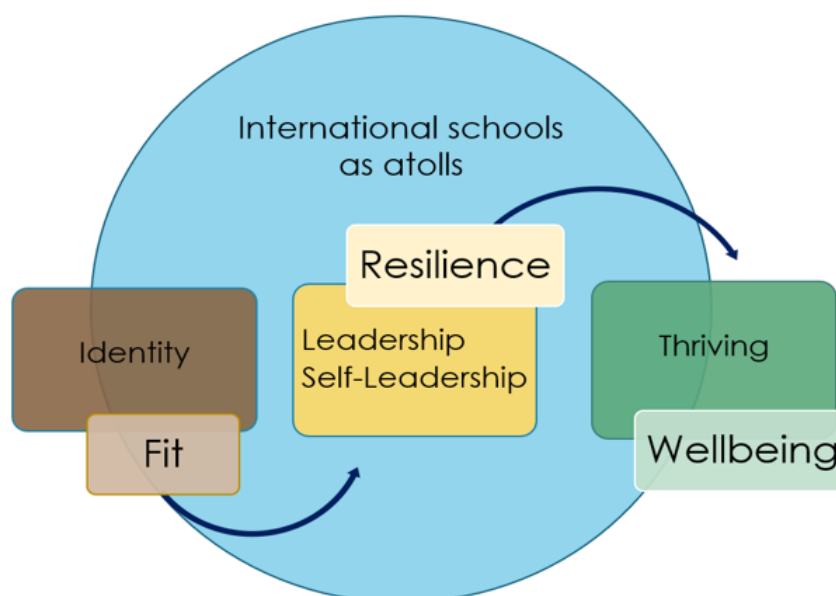 International schools
as atolls
Resilience
Identity
Leadership
Self-Leadership
Thriving
Fit
Wellbeing